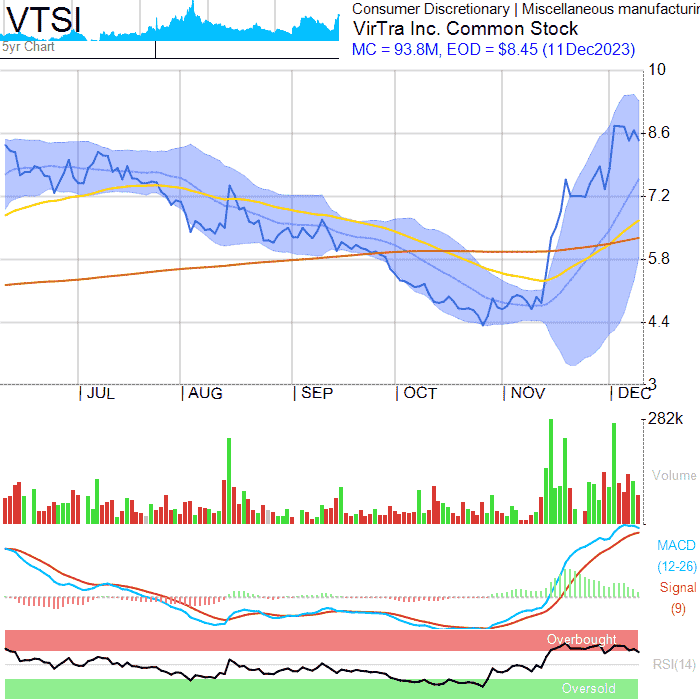 VTSI
5yr Chart
Consumer Discretionary | Miscellaneous manufacturin
VirTra Inc. Common Stock
MC = 93.8M, EOD = $8.45 (11Dec2023)
10
8.6
7.2
5.8
4.4
3
| JUL | AUG | SEP | OCT | NOV | DEC
282k
Volume
MACD
(12-26)
Signal
(9)
Overbought
RSI(14)
Oversold